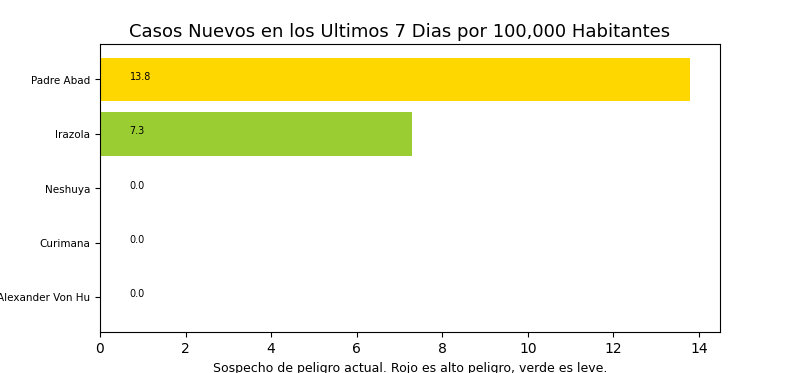 Casos Nuevos en los Ultimos 7 Dias por 100,000 Habitantes
Padre Abad 13.8
Irazola 7.3
Neshuya 0.0
Curimana 0.0
Alexander Von Hu 0.0
0 2 4 6 8 10 12 14
Sospecho de peligro actual. Rojo es alto peligro, verde es leve.